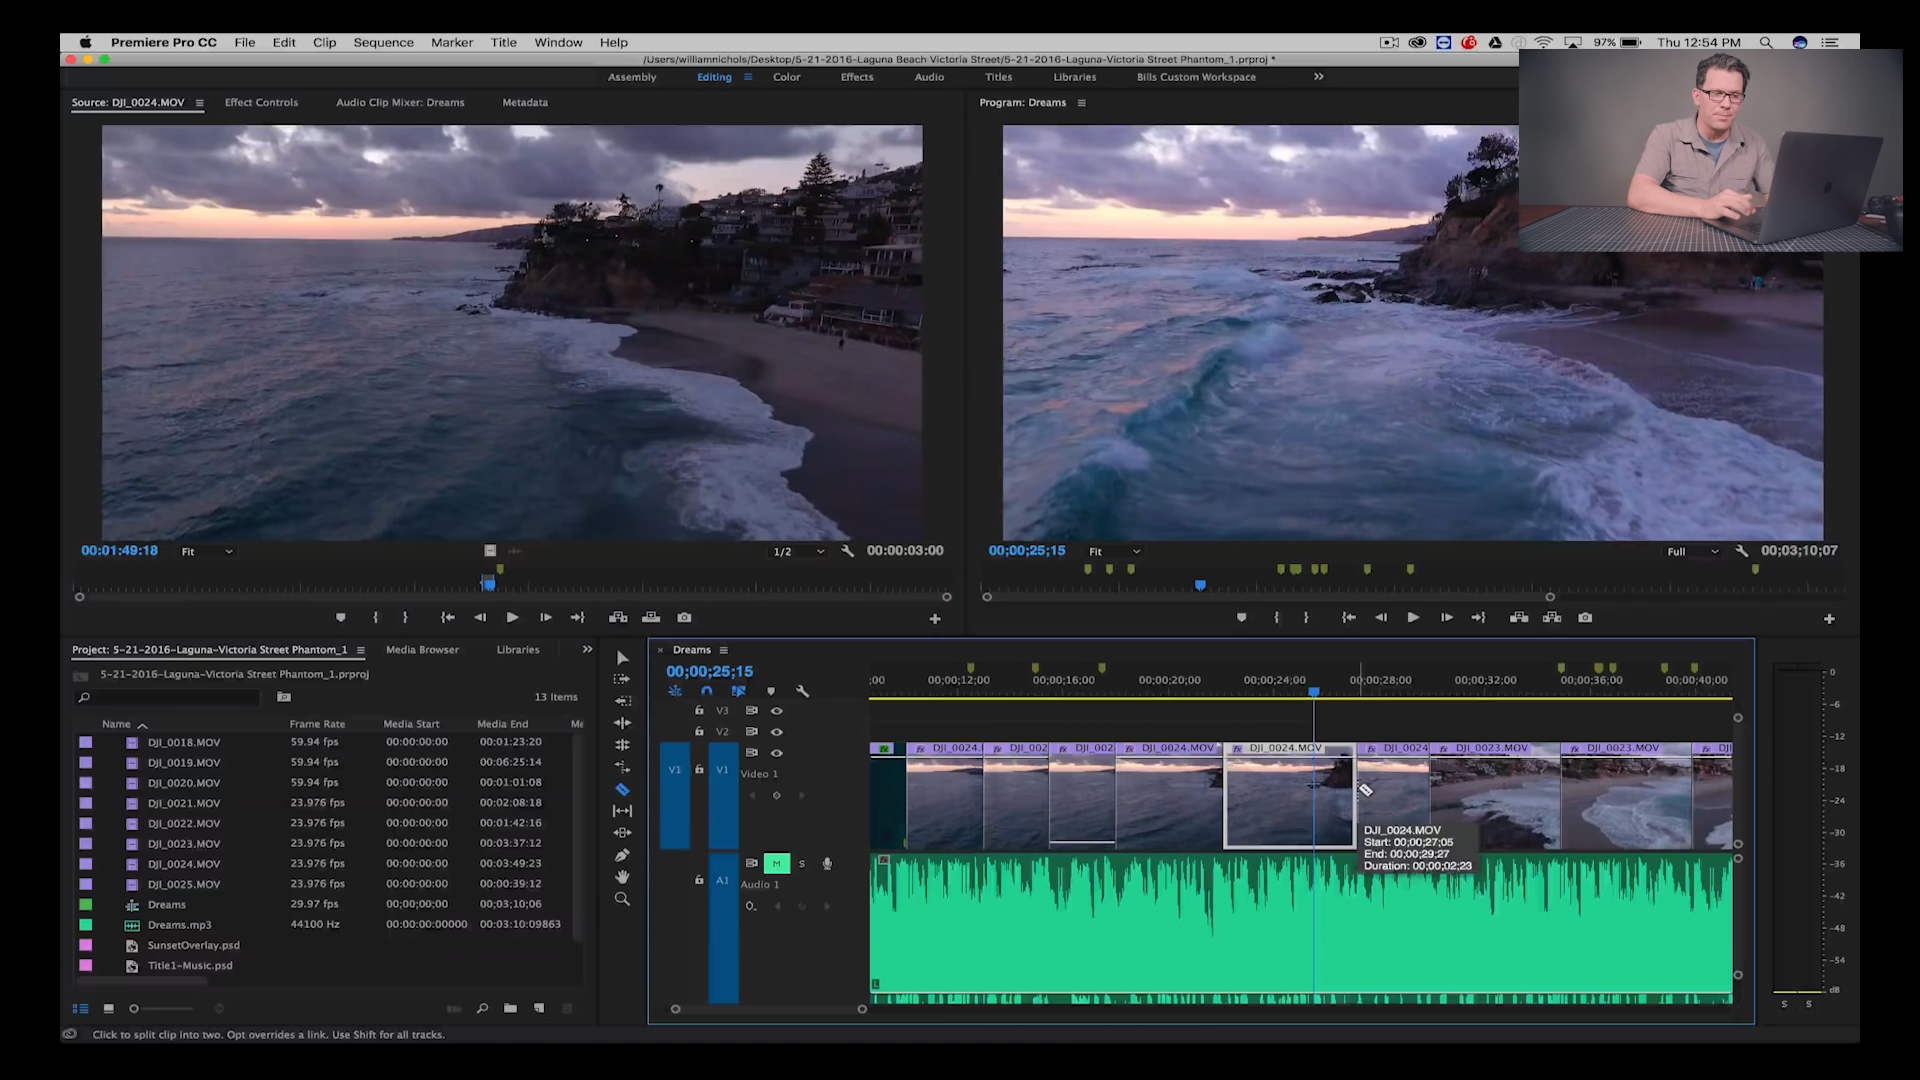 Premiere Pro CC File Edit Clip Sequence Marker Title Window Help
97% Thu 12:54 PM
/Users/williamnichols/Desktop/5-21-2016-Laguna Beach Victoria Street/5-21-2016-Laguna-Victoria Street Phantom_1.prproj *
Assembly Editing Color Effects Audio Titles Libraries Bills Custom Workspace
Source: DJI_0024.MOV Effect Controls Audio Clip Mixer: Dreams Metadata
Program: Dreams
00:01:49:18 Fit 1/2 00:00:03:00
00;00;25;15 Fit Full 00;03;10;07
Project: 5-21-2016-Laguna-Victoria Street Phantom_1 Media Browser Libraries
5-21-2016-Laguna-Victoria Street Phantom_1.prproj
13 Items
Name Frame Rate Media Start Media End Me
DJI_0018.MOV 59.94 fps 00:00:00:00 00:01:23:20
DJI_0019.MOV 59.94 fps 00:00:00:00 00:06:25:14
DJI_0020.MOV 59.94 fps 00:00:00:00 00:01:01:08
DJI_0021.MOV 23.976 fps 00:00:00:00 00:02:08:18
DJI_0022.MOV 23.976 fps 00:00:00:00 00:01:42:16
DJI_0023.MOV 23.976 fps 00:00:00:00 00:03:37:12
DJI_0024.MOV 23.976 fps 00:00:00:00 00:03:49:23
DJI_0025.MOV 23.976 fps 00:00:00:00 00:00:39:12
Dreams 29.97 fps 00;00;00;00 00;03;10;06
Dreams.mp3 44100 Hz 00:00:00:00000 00:03:10:09863
SunsetOverlay.psd
Title1-Music.psd
Dreams
00;00;25;15
;00 00;00;12;00 00;00;16;00 00;00;20;00 00;00;24;00 00;00;28;00 00;00;32;00 00;00;36;00 00;00;40;00
V3
V2
V1 V1
Video 1
fx fx DJI_0024. fx DJI_002 fx DJI_002 fx DJI_0024.MOV fx DJI_0024.MOV fx DJI_0024 fx DJI_0023.MOV fx DJI_0023.MOV fx DJI
DJI_0024.MOV
Start: 00;00;27;05
End: 00;00;29;27
Duration: 00;00;02;23
M S
A1
Audio 1
L
0
-6
-12
-18
-24
-30
-36
-42
-48
-54
dB
S S
Click to split clip into two. Opt overrides a link. Use Shift for all tracks.